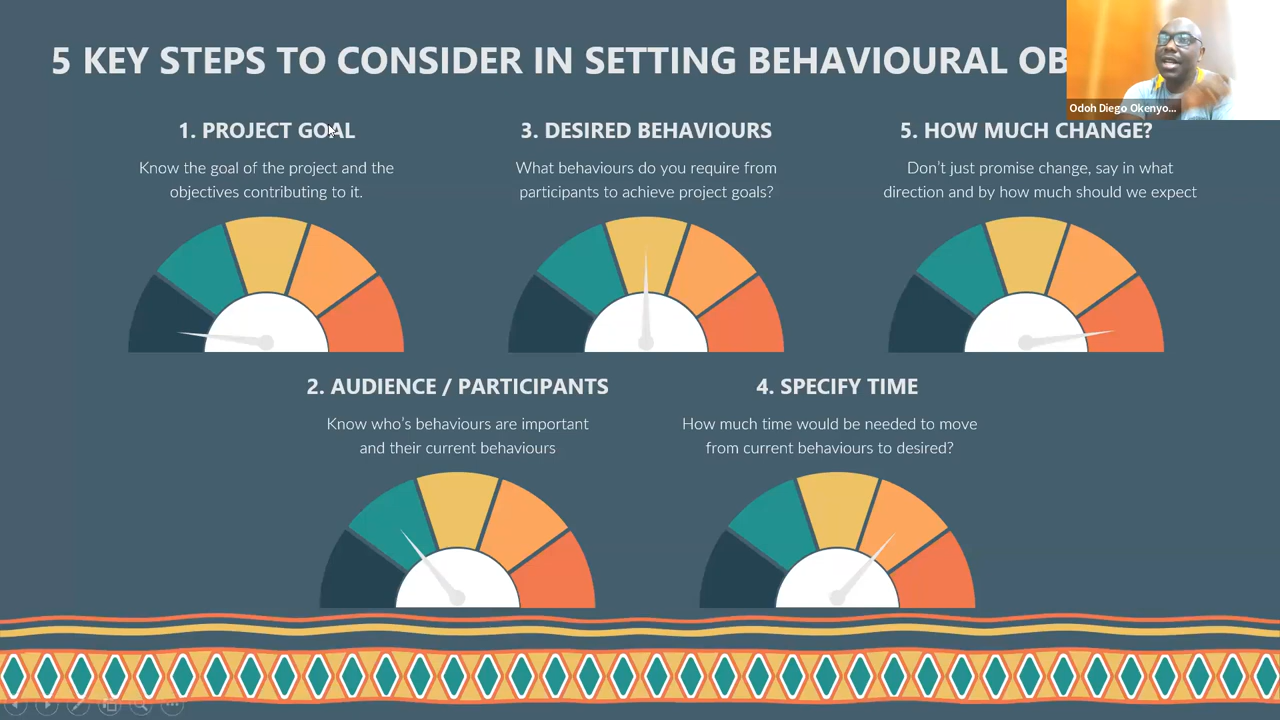 5 KEY STEPS TO CONSIDER IN SETTING BEHAVIOURAL OB
Odoh Diego Okenyo...
1. PROJECT GOAL
Know the goal of the project and the
objectives contributing to it.
3. DESIRED BEHAVIOURS
What behaviours do you require from
participants to achieve project goals?
5. HOW MUCH CHANGE?
Don't just promise change, say in what
direction and by how much should we expect
2. AUDIENCE / PARTICIPANTS
Know who's behaviours are important
and their current behaviours
4. SPECIFY TIME
How much time would be needed to move
from current behaviours to desired?